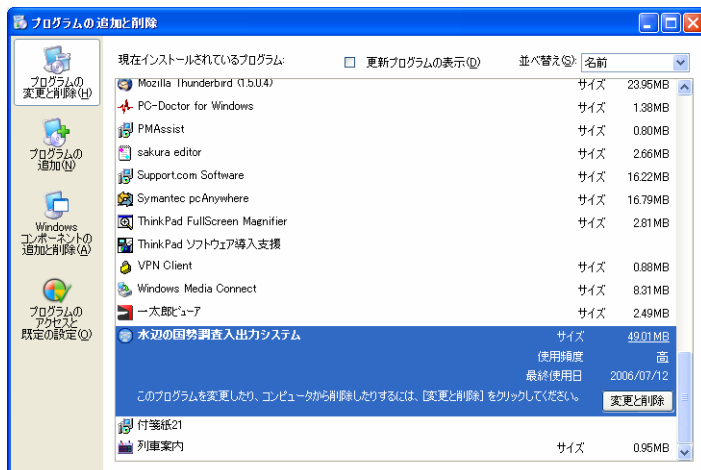 プログラムの追加と削除
プログラムの
変更と削除(H)
プログラムの
追加(N)
Windows
コンポーネントの
追加と削除(A)
プログラムの
アクセスと
既定の設定(O)
現在インストールされているプログラム:
更新プログラムの表示(D)
並べ替え(S): 名前
Mozilla Thunderbird (1.5.0.4) サイズ 23.95MB
PC-Doctor for Windows サイズ 1.38MB
PMAssist サイズ 0.80MB
sakura editor サイズ 2.66MB
Support.com Software サイズ 16.22MB
Symantec pcAnywhere サイズ 16.79MB
ThinkPad FullScreen Magnifier サイズ 2.81MB
ThinkPad ソフトウェア導入支援
VPN Client サイズ 0.88MB
Windows Media Connect サイズ 8.31MB
一太郎ビューア サイズ 2.49MB
水辺の国勢調査入出力システム サイズ 49.01MB
使用頻度 高
最終使用日 2006/07/12
このプログラムを変更したり、コンピュータから削除したりするには、[変更と削除] をクリックしてください。 変更と削除
付箋紙21
列車案内 サイズ 0.95MB